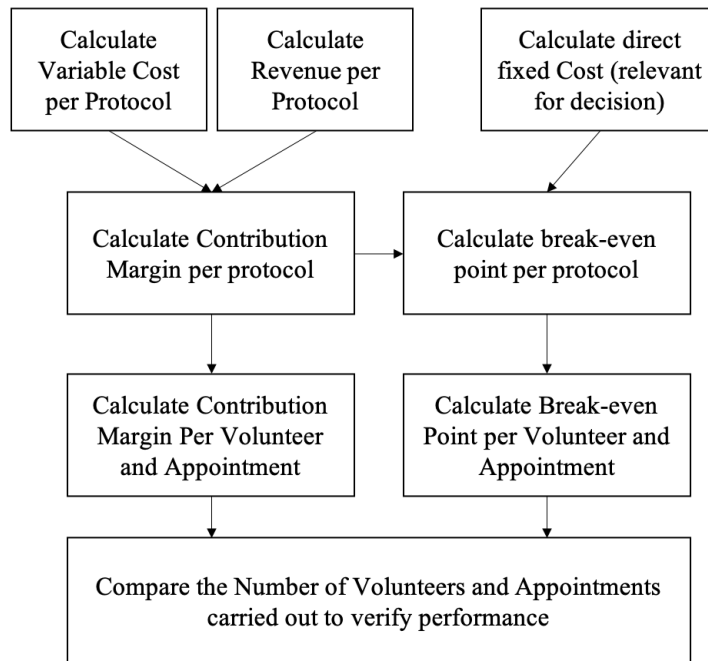 Calculate
Variable Cost
per Protocol
Calculate
Revenue per
Protocol
Calculate direct
fixed Cost (relevant
for decision)
Calculate Contribution
Margin per protocol
Calculate break-even
point per protocol
Calculate Contribution
Margin Per Volunteer
and Appointment
Calculate Break-even
Point per Volunteer and
Appointment
Compare the Number of Volunteers and Appointments
carried out to verify performance